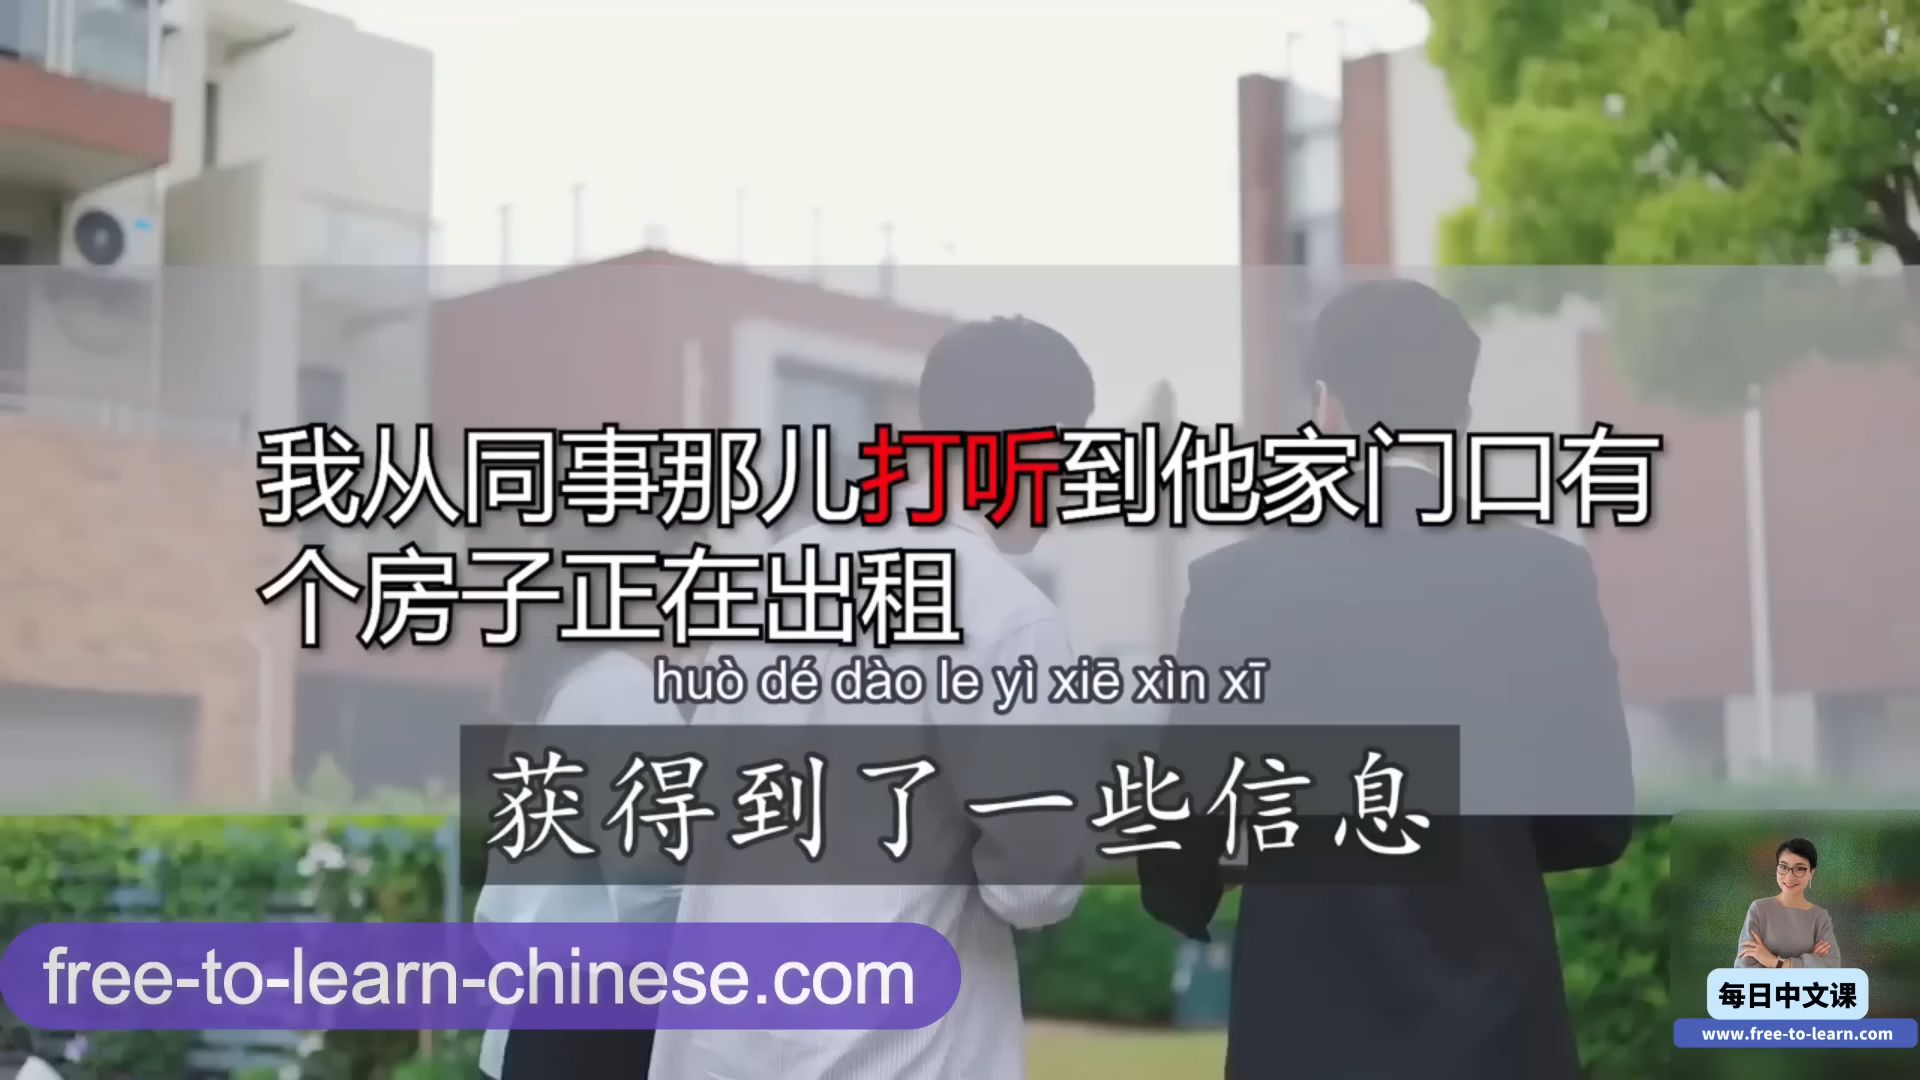 我从同事那儿打听到他家门口有
个房子正在出租
huò dé dào le yì xiē xìn xī
获得到了一些信息
free-to-learn-chinese.com
每日中文课
www.free-to-learn.com